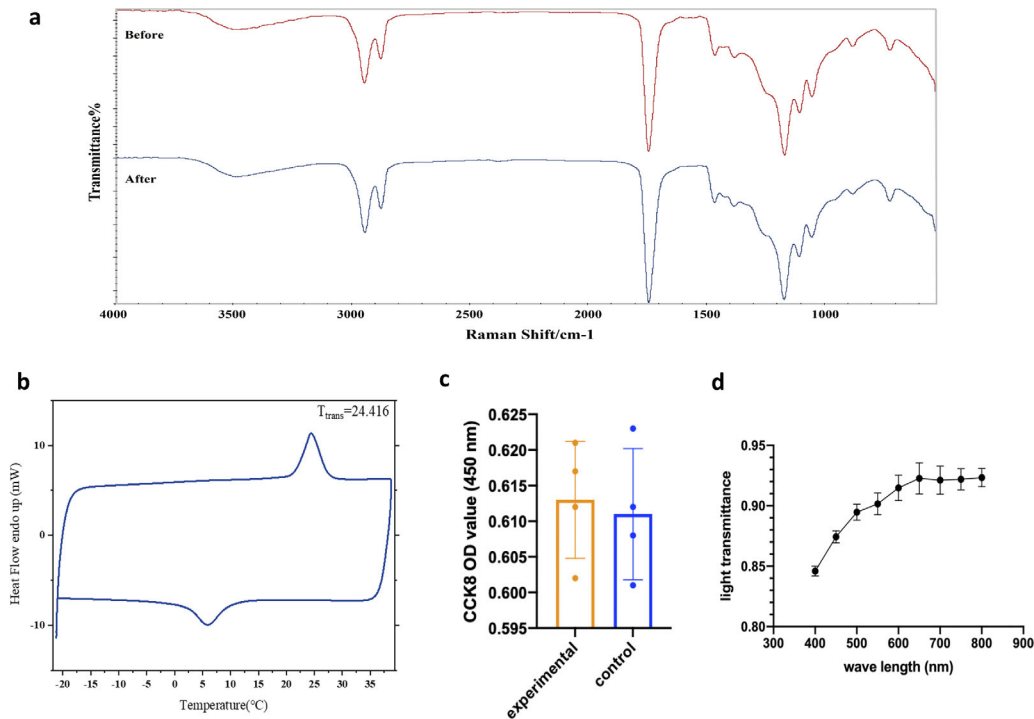 a
Before
After
Transmittance%
4000 3500 3000 2500 2000 1500 1000
Raman Shift/cm-1
b
T_trans=24.416
Heat Flow endo up (mW)
10
0
-10
-20 -15 -10 -5 0 5 10 15 20 25 30 35
Temperature(°C)
c
CCK8 OD value (450 nm)
0.625
0.620
0.615
0.610
0.605
0.600
0.595
experimental
control
d
light transmittance
0.95
0.90
0.85
0.80
300 400 500 600 700 800 900
wave length (nm)